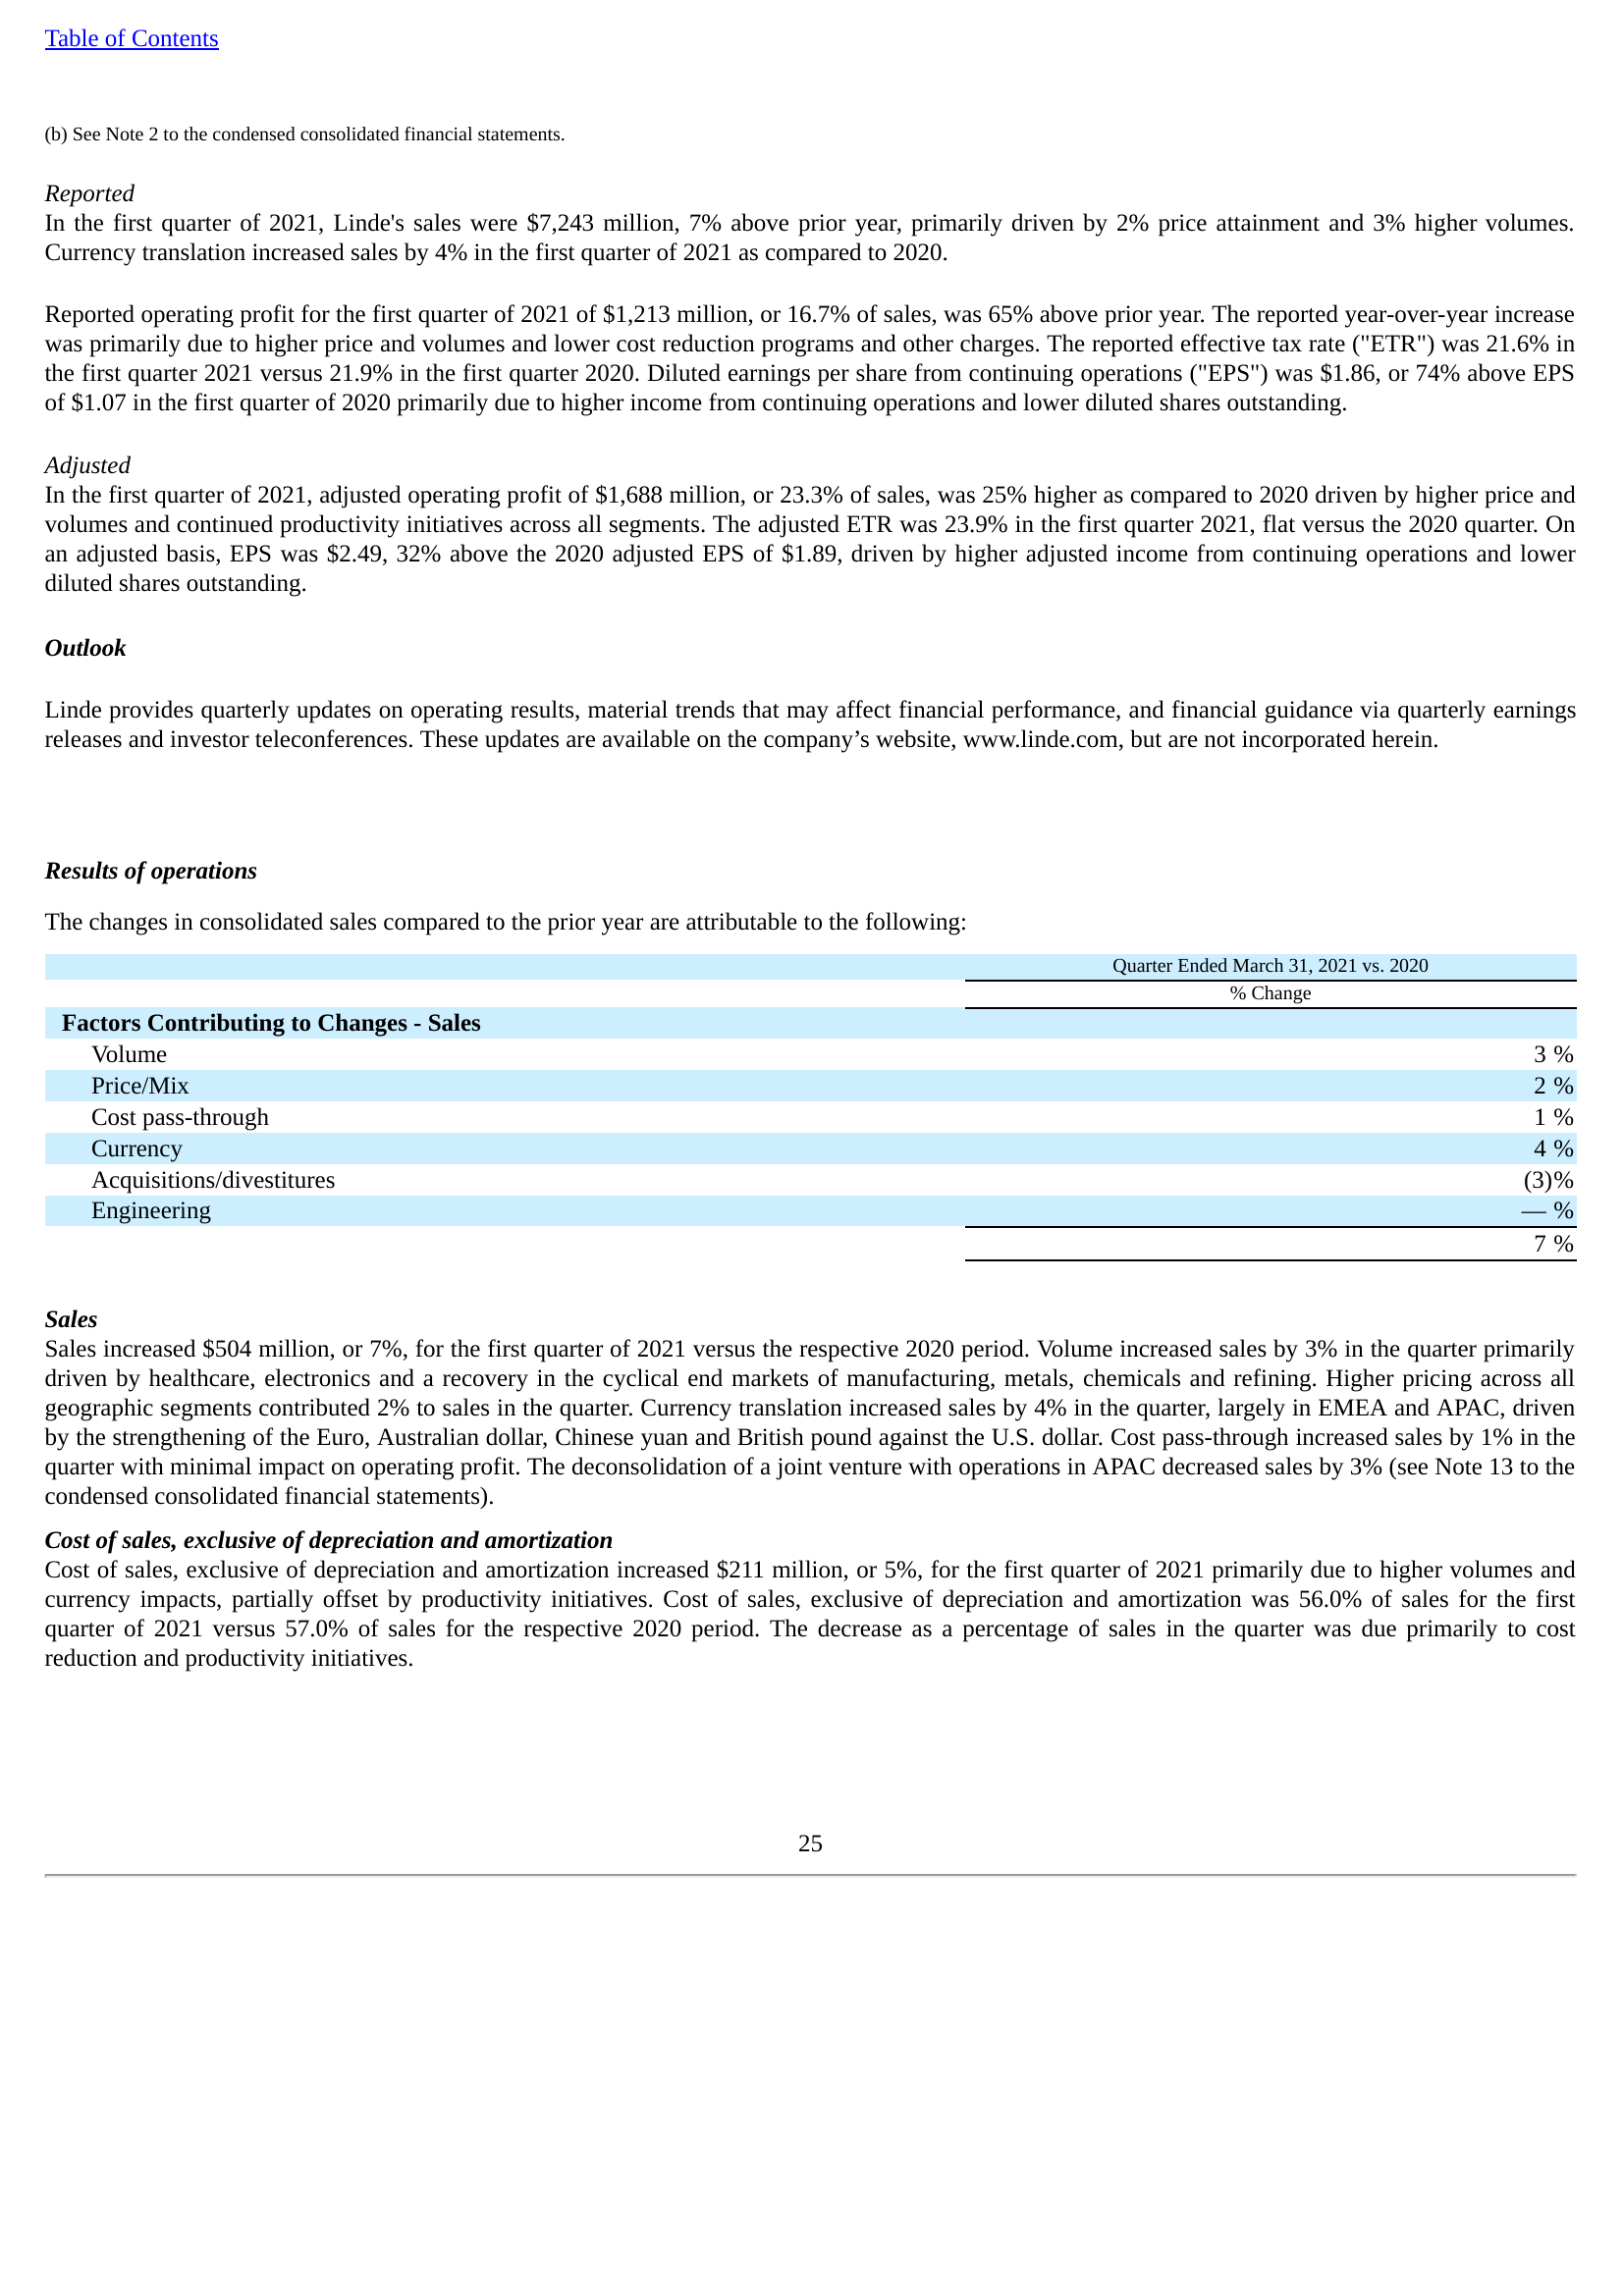 Table of Contents
(b) See Note 2 to the condensed consolidated financial statements.
Reported
In the first quarter of 2021, Linde's sales were $7,243 million, 7% above prior year, primarily driven by 2% price attainment and 3% higher volumes.
Currency translation increased sales by 4% in the first quarter of 2021 as compared to 2020.
Reported operating profit for the first quarter of 2021 of $1,213 million, or 16.7% of sales, was 65% above prior year. The reported year-over-year increase
was primarily due to higher price and volumes and lower cost reduction programs and other charges. The reported effective tax rate ("ETR") was 21.6% in
the first quarter 2021 versus 21.9% in the first quarter 2020. Diluted earnings per share from continuing operations ("EPS") was $1.86, or 74% above EPS
of $1.07 in the first quarter of 2020 primarily due to higher income from continuing operations and lower diluted shares outstanding.
Adjusted
In the first quarter of 2021, adjusted operating profit of $1,688 million, or 23.3% of sales, was 25% higher as compared to 2020 driven by higher price and
volumes and continued productivity initiatives across all segments. The adjusted ETR was 23.9% in the first quarter 2021, flat versus the 2020 quarter. On
an adjusted basis, EPS was $2.49, 32% above the 2020 adjusted EPS of $1.89, driven by higher adjusted income from continuing operations and lower
diluted shares outstanding.
Outlook
Linde provides quarterly updates on operating results, material trends that may affect financial performance, and financial guidance via quarterly earnings
releases and investor teleconferences. These updates are available on the company’s website, www.linde.com, but are not incorporated herein.
Results of operations
The changes in consolidated sales compared to the prior year are attributable to the following:
Quarter Ended March 31, 2021 vs. 2020
% Change
Factors Contributing to Changes - Sales
Volume 3 %
Price/Mix 2 %
Cost pass-through 1 %
Currency 4 %
Acquisitions/divestitures (3)%
Engineering — %
7 %
Sales
Sales increased $504 million, or 7%, for the first quarter of 2021 versus the respective 2020 period. Volume increased sales by 3% in the quarter primarily
driven by healthcare, electronics and a recovery in the cyclical end markets of manufacturing, metals, chemicals and refining. Higher pricing across all
geographic segments contributed 2% to sales in the quarter. Currency translation increased sales by 4% in the quarter, largely in EMEA and APAC, driven
by the strengthening of the Euro, Australian dollar, Chinese yuan and British pound against the U.S. dollar. Cost pass-through increased sales by 1% in the
quarter with minimal impact on operating profit. The deconsolidation of a joint venture with operations in APAC decreased sales by 3% (see Note 13 to the
condensed consolidated financial statements).
Cost of sales, exclusive of depreciation and amortization
Cost of sales, exclusive of depreciation and amortization increased $211 million, or 5%, for the first quarter of 2021 primarily due to higher volumes and
currency impacts, partially offset by productivity initiatives. Cost of sales, exclusive of depreciation and amortization was 56.0% of sales for the first
quarter of 2021 versus 57.0% of sales for the respective 2020 period. The decrease as a percentage of sales in the quarter was due primarily to cost
reduction and productivity initiatives.
25